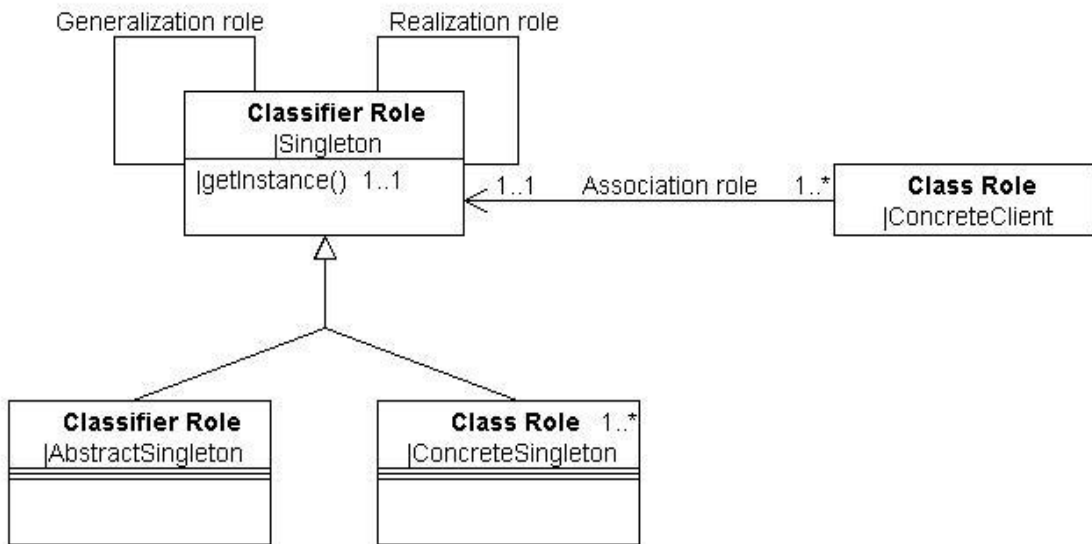 Generalization role
Realization role
Classifier Role
|Singleton
|getInstance() 1..1
1..1
Association role
1..*
Class Role
|ConcreteClient
Classifier Role
|AbstractSingleton
Class Role 1..*
|ConcreteSingleton